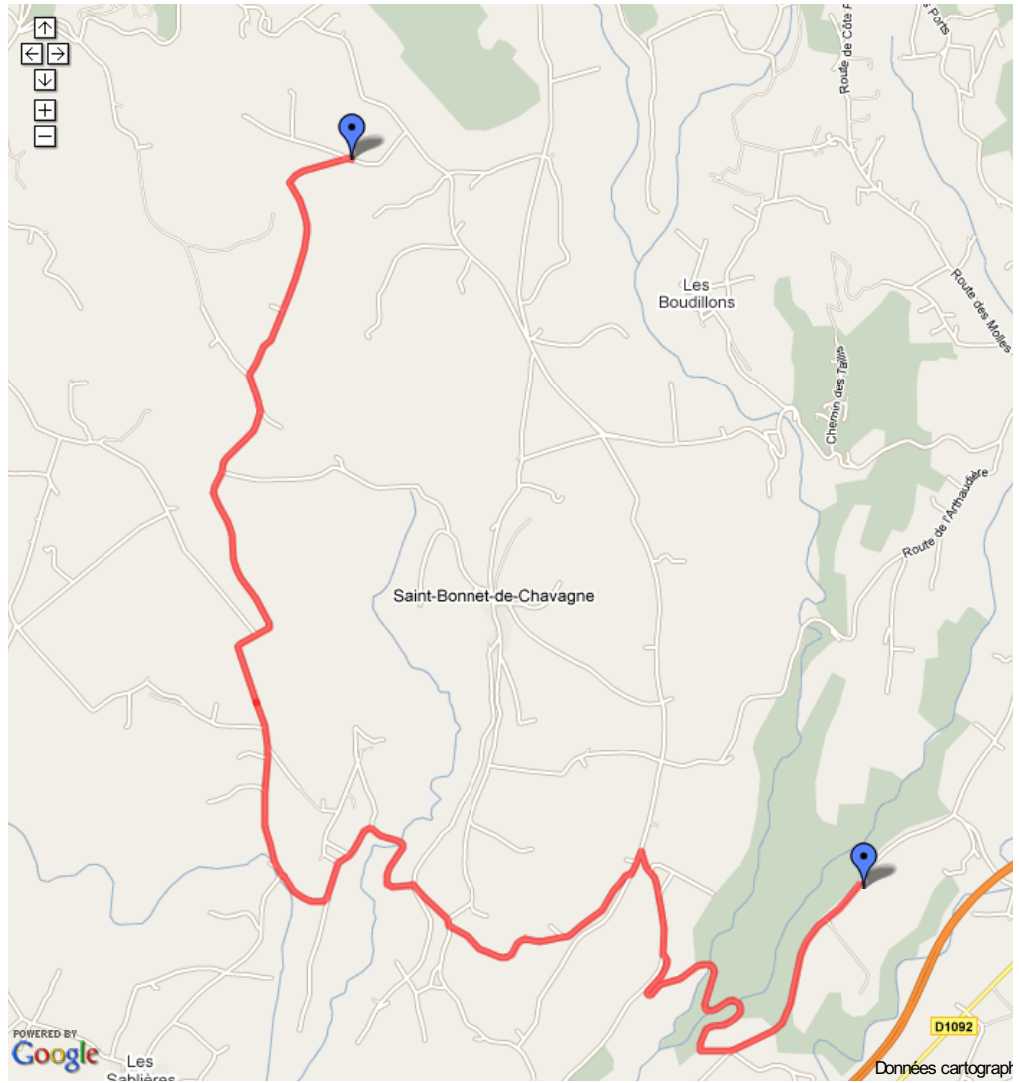 Ports
Route de Côte
Les
Boudillons
Route des Molles
Chemin des Taillis
Route de l'Arthaudière
Saint-Bonnet-de-Chavagne
D1092
POWERED BY
Google
Les
Sablières
Données cartograph